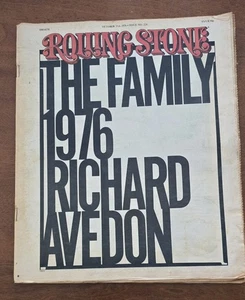 ROLLING STONE
THE FAMILY
1976
RICHARD
AVEDON